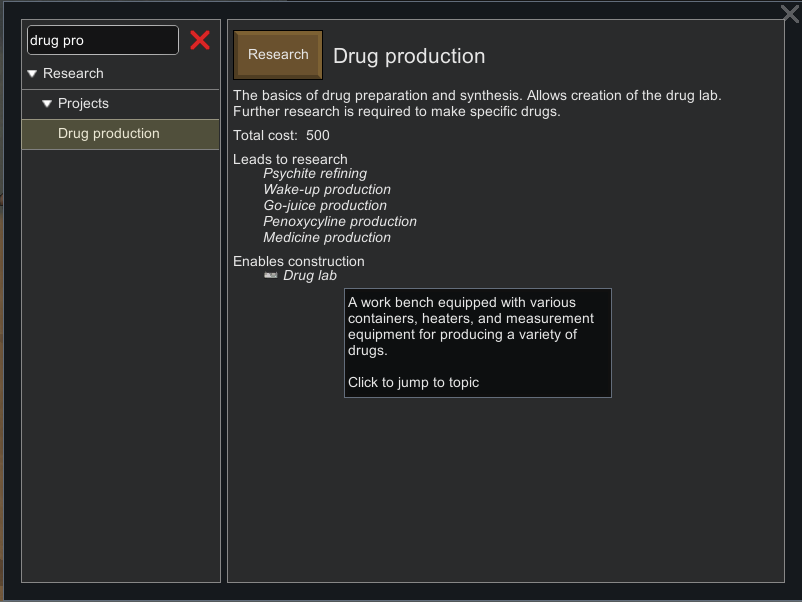 drug pro
Research
Projects
Drug production
Research
Drug production
The basics of drug preparation and synthesis. Allows creation of the drug lab.
Further research is required to make specific drugs.
Total cost:  500
Leads to research
Psychite refining
Wake-up production
Go-juice production
Penoxycyline production
Medicine production
Enables construction
Drug lab
A work bench equipped with various
containers, heaters, and measurement
equipment for producing a variety of
drugs.
Click to jump to topic